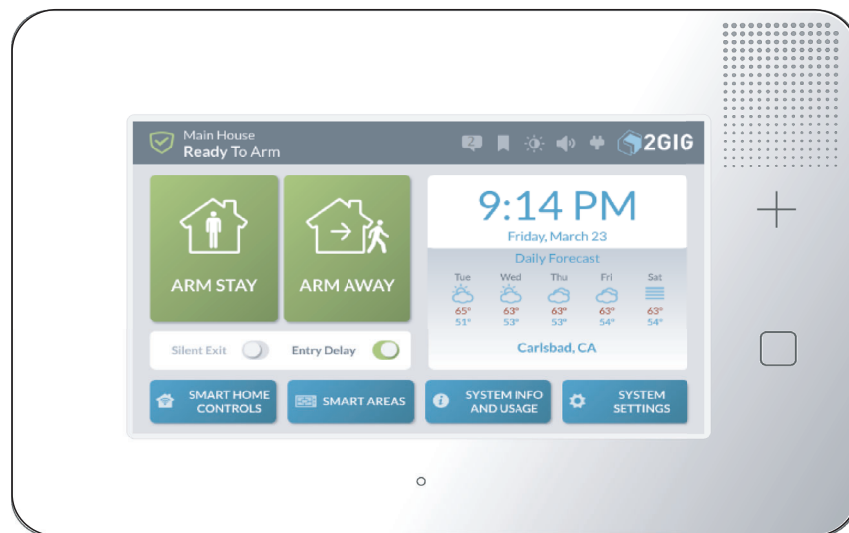 Main House
Ready To Arm
2
2GIG
ARM STAY
ARM AWAY
9:14 PM
Friday, March 23
Daily Forecast
Tue Wed Thu Fri Sat
65° 63° 63° 63° 63°
51° 53° 53° 54° 54°
Carlsbad, CA
Silent Exit
Entry Delay
SMART HOME
CONTROLS
SMART AREAS
SYSTEM INFO
AND USAGE
SYSTEM
SETTINGS